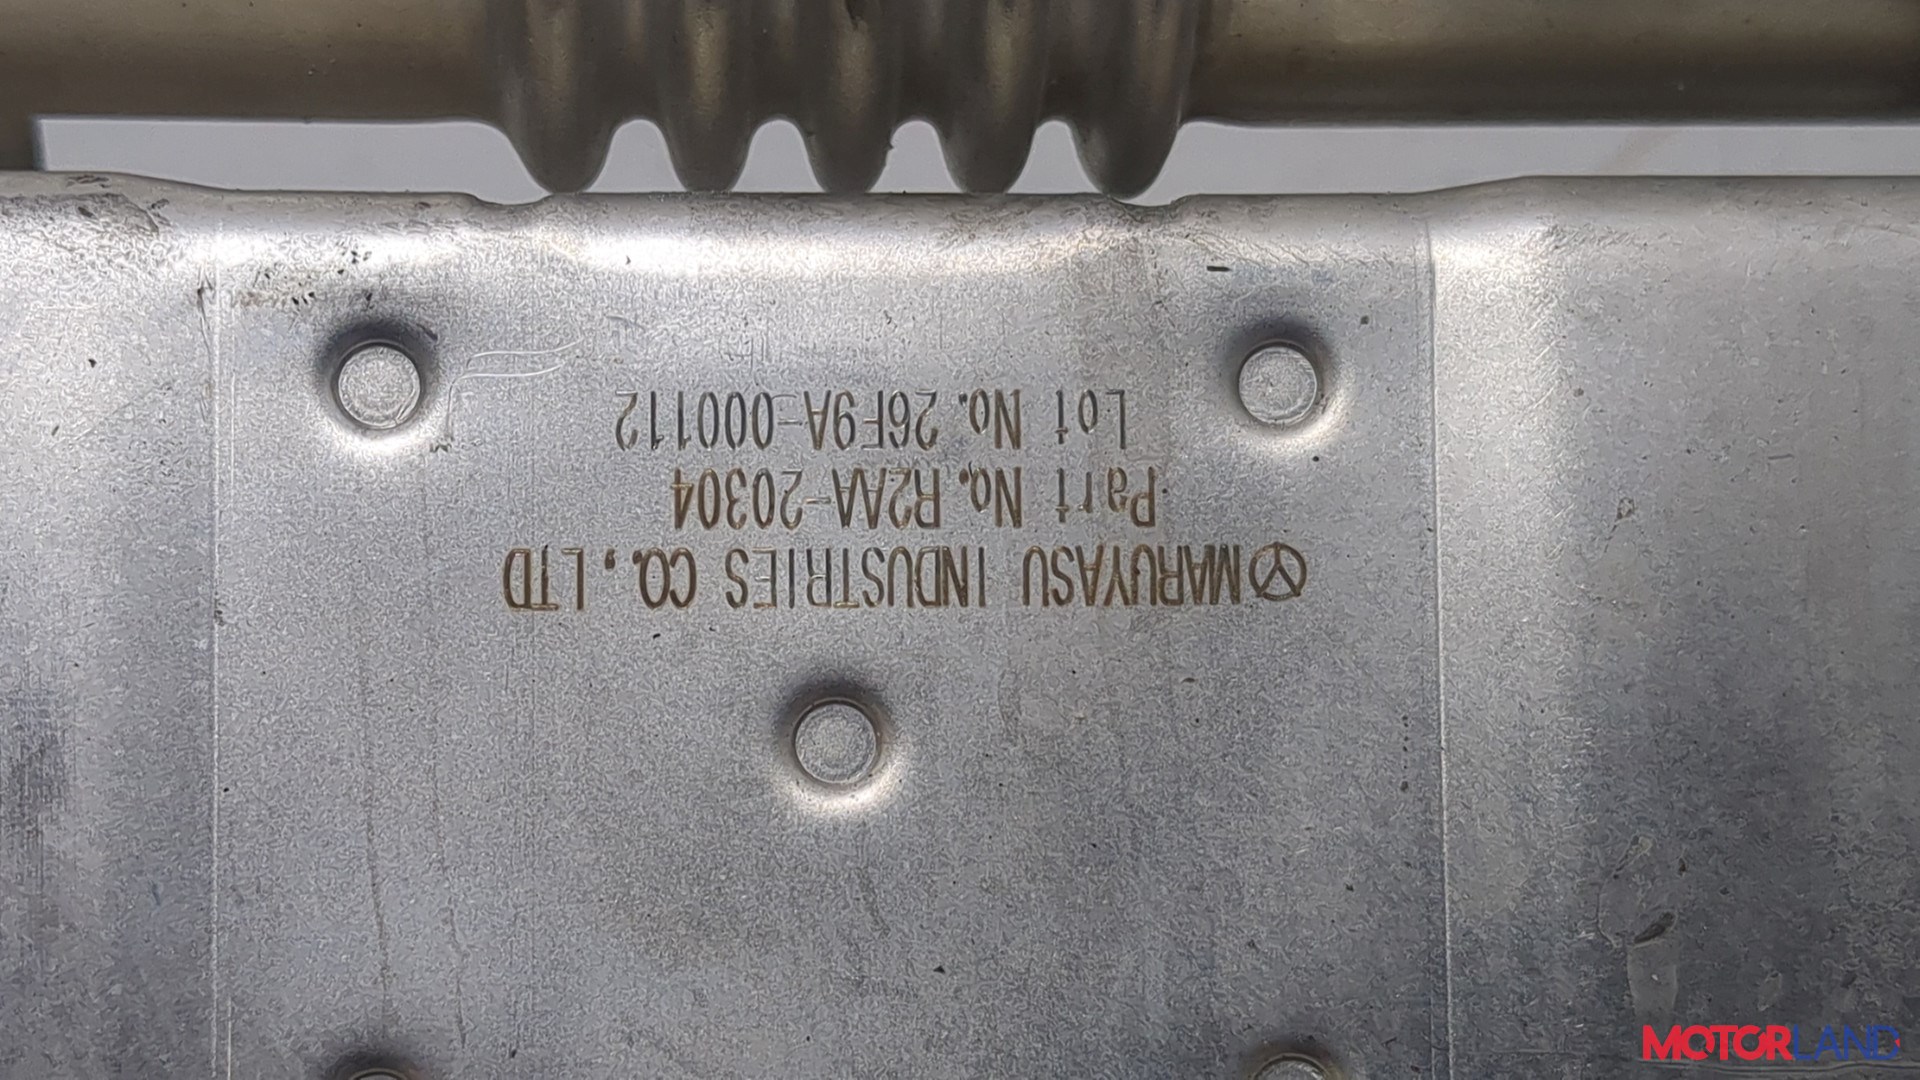 MARUYASU INDUSTRIES CO., LTD
Part No. R2AA-20304
Lot No. 26F9A-000112
MOTORLAND